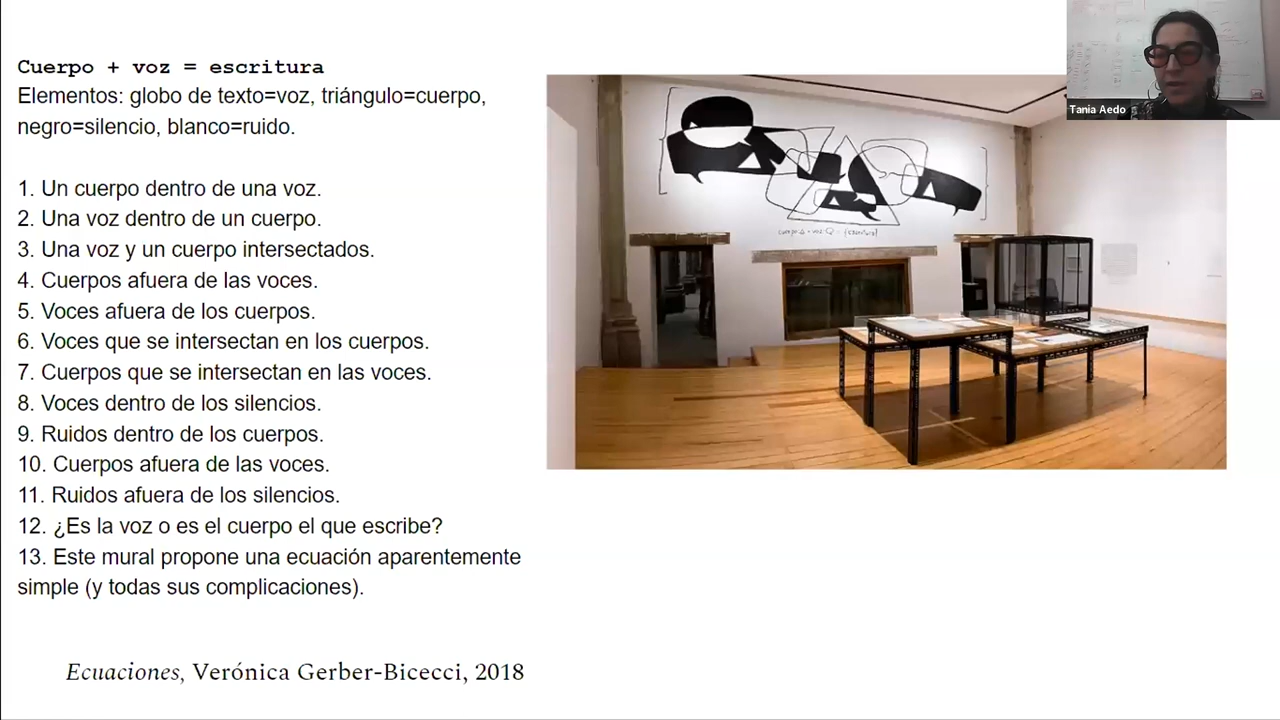 Cuerpo + voz = escritura
Elementos: globo de texto=voz, triángulo=cuerpo,
negro=silencio, blanco=ruido.
1. Un cuerpo dentro de una voz.
2. Una voz dentro de un cuerpo.
3. Una voz y un cuerpo intersectados.
4. Cuerpos afuera de las voces.
5. Voces afuera de los cuerpos.
6. Voces que se intersectan en los cuerpos.
7. Cuerpos que se intersectan en las voces.
8. Voces dentro de los silencios.
9. Ruidos dentro de los cuerpos.
10. Cuerpos afuera de las voces.
11. Ruidos afuera de los silencios.
12. ¿Es la voz o es el cuerpo el que escribe?
13. Este mural propone una ecuación aparentemente
simple (y todas sus complicaciones).
Ecuaciones, Verónica Gerber-Bicecci, 2018
Tania Aedo